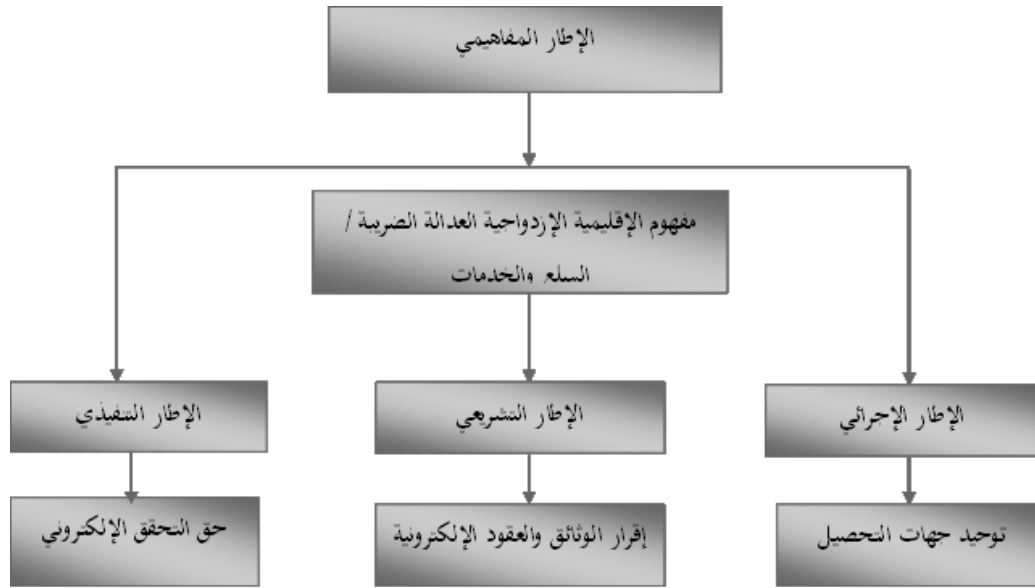 الإطار المفاهيمي
مفهوم الإقليمية الإزدواجية العدالة الضريبة /
السلع والخدمات
الإطار الإجرائي
الإطار التشريعي
الإطار التنفيذي
توحيد جهات التحصيل
إقرار الوثائق والعقود الإلكترونية
حق التحقق الإلكتروني